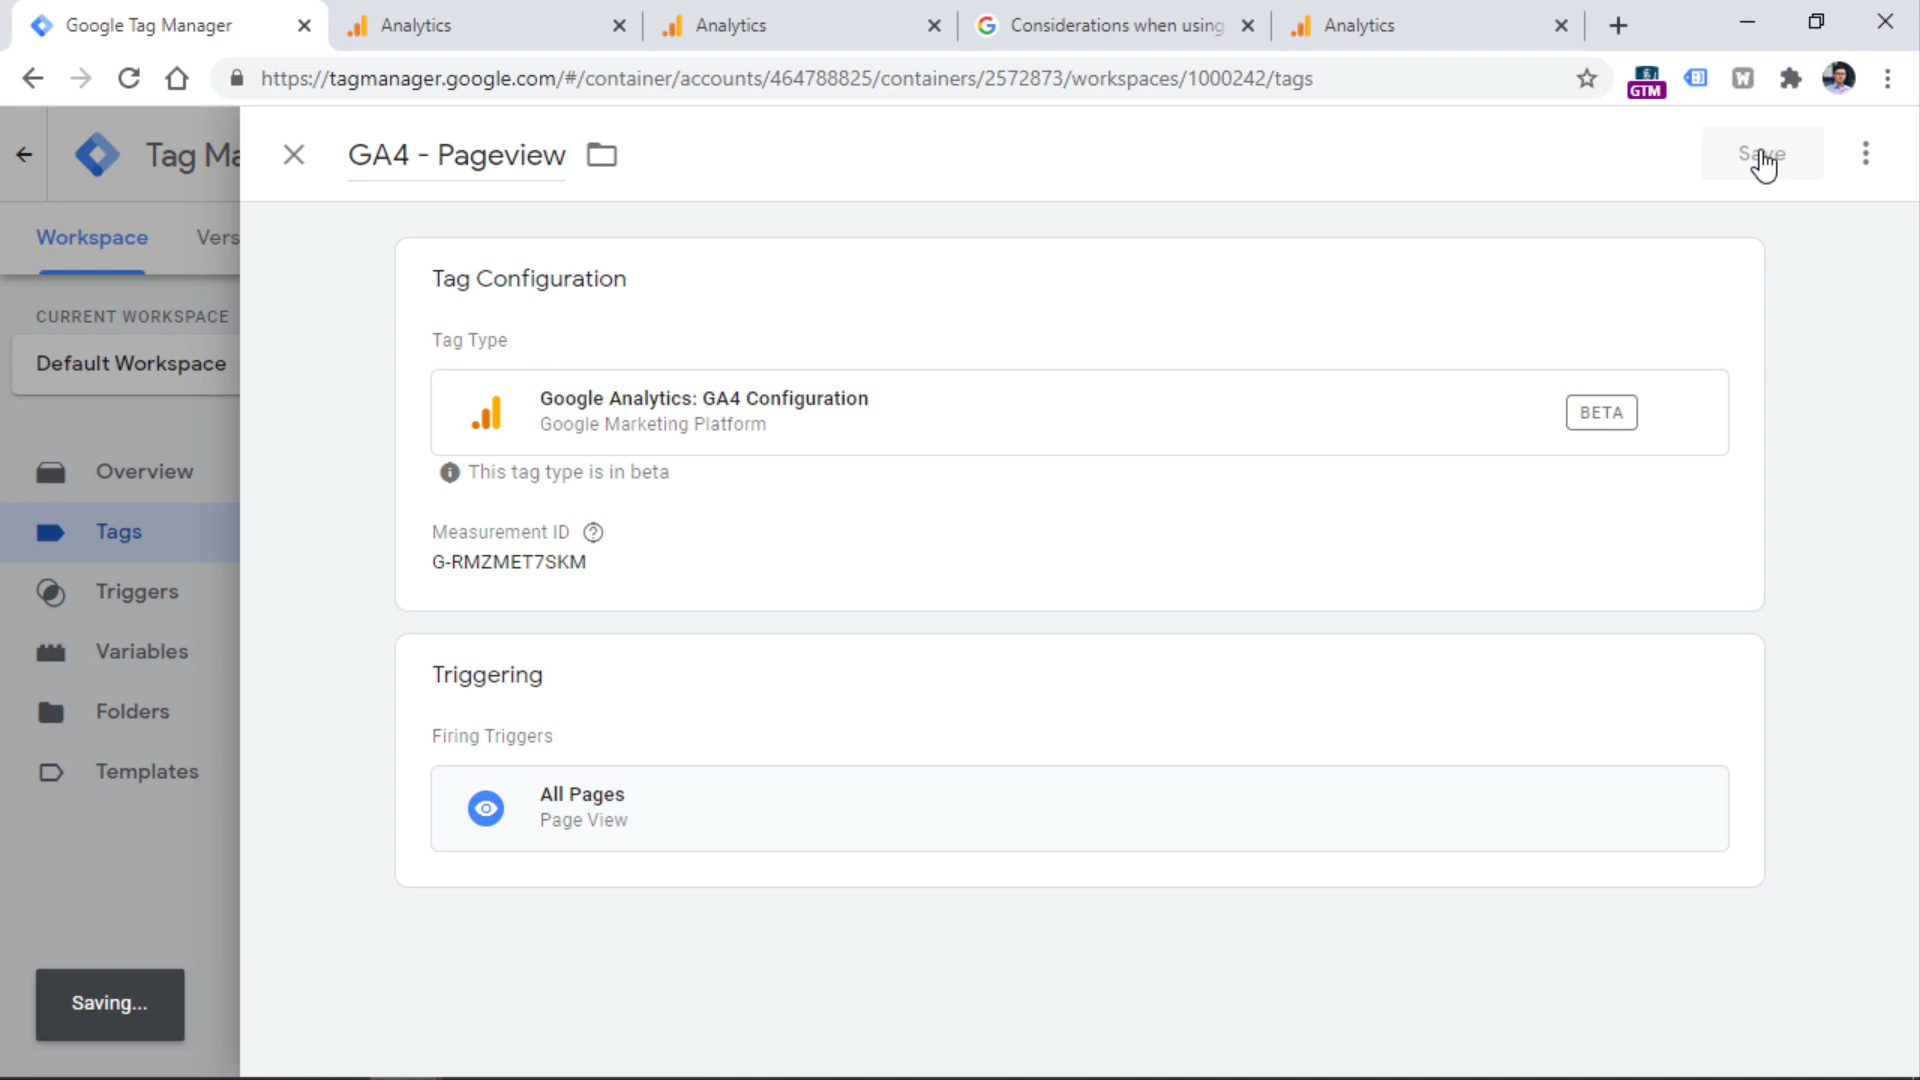 Google Tag Manager
Analytics
Analytics
Considerations when using
Analytics
https://tagmanager.google.com/#/container/accounts/464788825/containers/2572873/workspaces/1000242/tags
GTM
W
Tag Ma
GA4 - Pageview
Save
Workspace
Vers
CURRENT WORKSPACE
Default Workspace
Overview
Tags
Triggers
Variables
Folders
Templates
Saving...
Tag Configuration
Tag Type
Google Analytics: GA4 Configuration
Google Marketing Platform
BETA
This tag type is in beta
Measurement ID
G-RMZMET7SKM
Triggering
Firing Triggers
All Pages
Page View